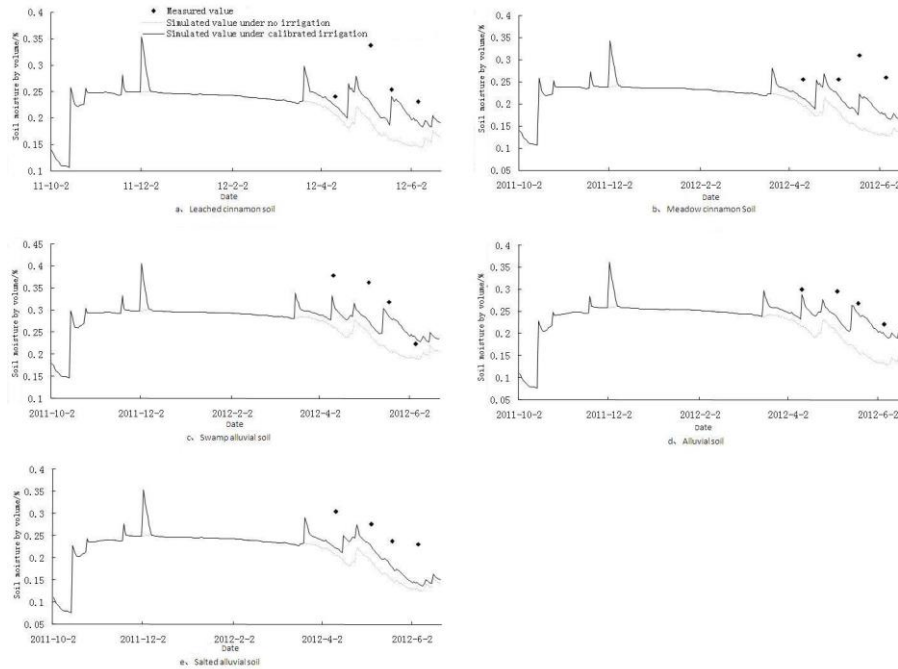 a
◆ Measured value
Simulated value under no irrigation
Simulated value under calibrated irrigation
Soil moisture by volume/%
0.4
0.35
0.3
0.25
0.2
0.15
0.1
11-10-2 11-12-2 12-2-2 12-4-2 12-6-2
Date
a、Leached cinnamon soil
Soil moisture by volume/%
0.4
0.35
0.3
0.25
0.2
0.15
0.1
0.05
2011-10-2 2011-12-2 2012-2-2 2012-4-2 2012-6-2
Date
b、Meadow cinnamon Soil
Soil moisture by volume/%
0.45
0.4
0.35
0.3
0.25
0.2
0.15
0.1
2011-10-2 2011-12-2 2012-2-2 2012-4-2 2012-6-2
Date
c、Swamp alluvial soil
Soil moisture by volume/%
0.4
0.35
0.3
0.25
0.2
0.15
0.1
0.05
2011-10-2 2011-12-2 2012-2-2 2012-4-2 2012-6-2
Date
d、Alluvial soil
Soil moisture by volume/%
0.4
0.35
0.3
0.25
0.2
0.15
0.1
0.05
2011-10-2 2011-12-2 2012-2-2 2012-4-2 2012-6-2
Date
e、Salted alluvial soil